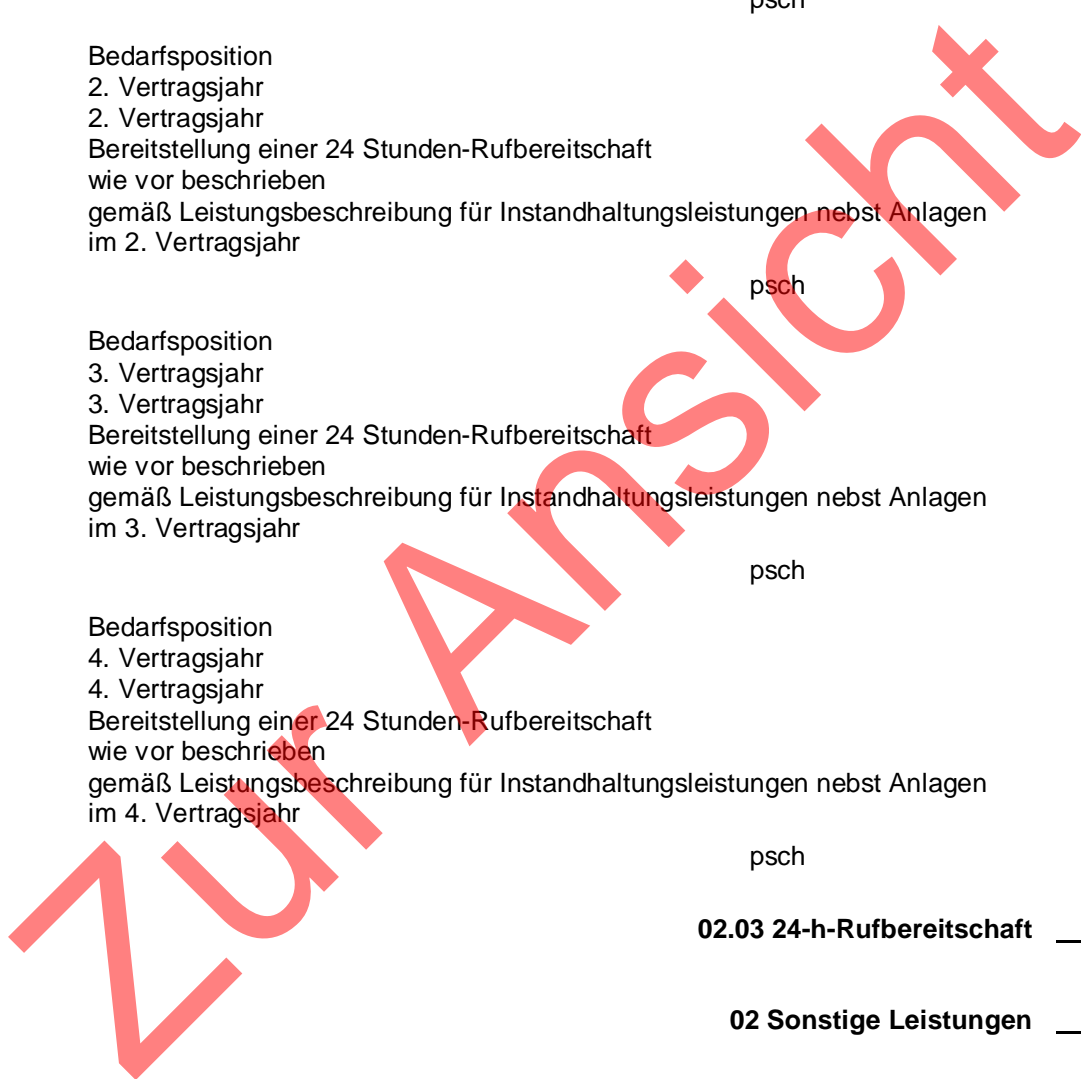 psch
Bedarfsposition
2. Vertragsjahr
2. Vertragsjahr
Bereitstellung einer 24 Stunden-Rufbereitschaft
wie vor beschrieben
gemäß Leistungsbeschreibung für Instandhaltungsleistungen nebst Anlagen
im 2. Vertragsjahr
psch
Bedarfsposition
3. Vertragsjahr
3. Vertragsjahr
Bereitstellung einer 24 Stunden-Rufbereitschaft
wie vor beschrieben
gemäß Leistungsbeschreibung für Instandhaltungsleistungen nebst Anlagen
im 3. Vertragsjahr
psch
Bedarfsposition
4. Vertragsjahr
4. Vertragsjahr
Bereitstellung einer 24 Stunden-Rufbereitschaft
wie vor beschrieben
gemäß Leistungsbeschreibung für Instandhaltungsleistungen nebst Anlagen
im 4. Vertragsjahr
psch
02.03 24-h-Rufbereitschaft
02 Sonstige Leistungen
Zur Ansicht